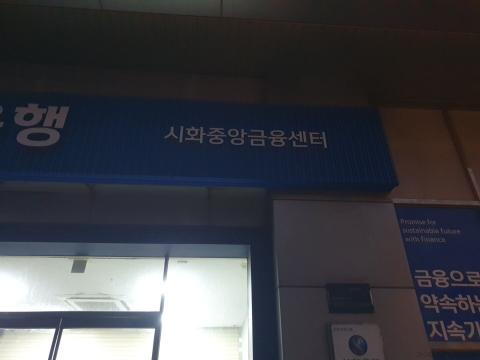 행
시화중앙금융센터
Promise for
sustainable future
with finance
금융으로
약속하는
지속가